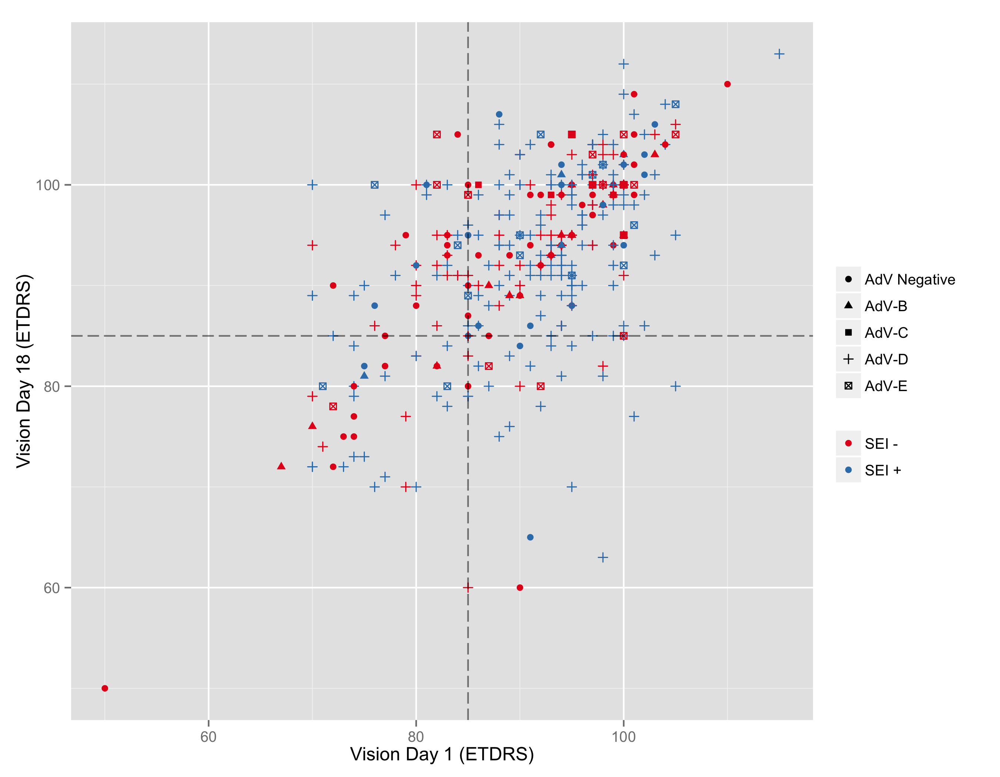 Vision Day 18 (ETDRS)
100
80
60
60
80
100
Vision Day 1 (ETDRS)
AdV Negative
AdV-B
AdV-C
AdV-D
AdV-E
SEI -
SEI +